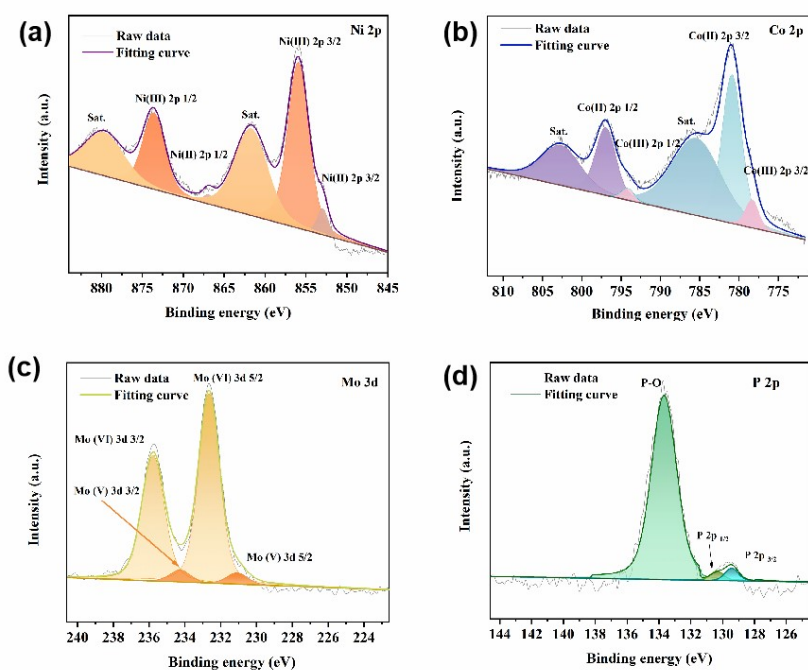 (a)
Raw data
Fitting curve
Ni 2p
Ni(III) 2p 3/2
Ni(III) 2p 1/2
Sat.
Sat.
Ni(II) 2p 1/2
Ni(II) 2p 3/2
Intensity (a.u.)
880 875 870 865 860 855 850 845
Binding energy (eV)
(b)
Raw data
Fitting curve
Co 2p
Co(II) 2p 3/2
Co(II) 2p 1/2
Sat.
Sat.
Co(III) 2p 1/2
Co(III) 2p 3/2
Intensity (a.u.)
810 805 800 795 790 785 780 775
Binding energy (eV)
(c)
Raw data
Fitting curve
Mo 3d
Mo (VI) 3d 5/2
Mo (VI) 3d 3/2
Mo (V) 3d 3/2
Mo (V) 3d 5/2
Intensity (a.u.)
240 238 236 234 232 230 228 226 224
Binding energy (eV)
(d)
Raw data
Fitting curve
P-O
P 2p
P 2p 1/2
P 2p 3/2
Intensity (a.u.)
144 142 140 138 136 134 132 130 128 126
Binding energy (eV)